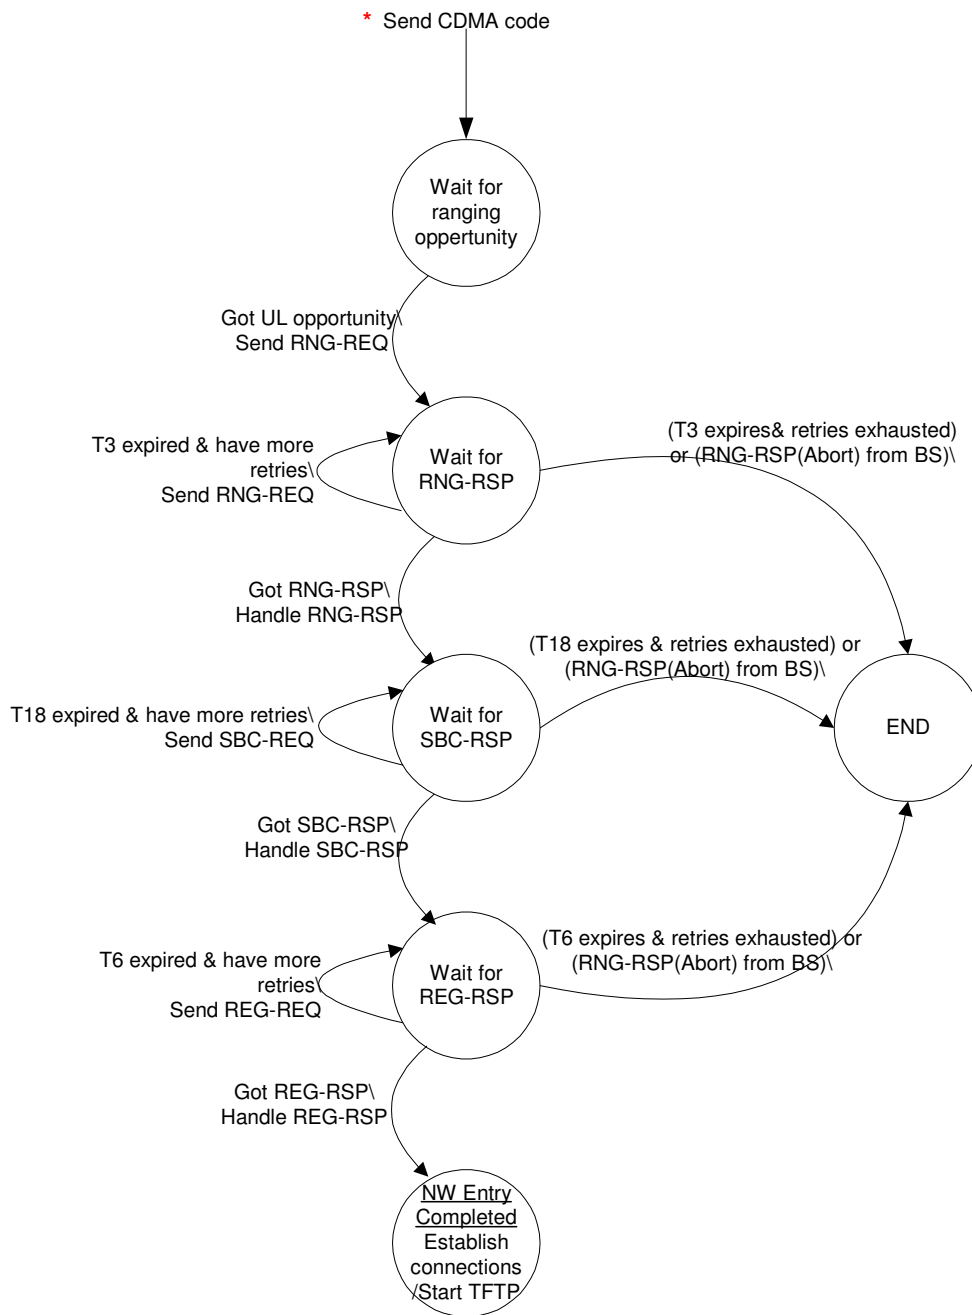 * Send CDMA code
Wait for
ranging
oppertunity
Got UL opportunity\
Send RNG-REQ
(T3 expires& retries exhausted)
or (RNG-RSP(Abort) from BS)\
T3 expired & have more
retries\
Send RNG-REQ
Wait for
RNG-RSP
Got RNG-RSP\
Handle RNG-RSP
(T18 expires & retries exhausted) or
(RNG-RSP(Abort) from BS)\
T18 expired & have more retries\
Send SBC-REQ
Wait for
SBC-RSP
END
Got SBC-RSP\
Handle SBC-RSP
(T6 expires & retries exhausted) or
(RNG-RSP(Abort) from BS)\
T6 expired & have more
retries\
Send REG-REQ
Wait for
REG-RSP
Got REG-RSP\
Handle REG-RSP
NW Entry
Completed
Establish
connections
/Start TFTP